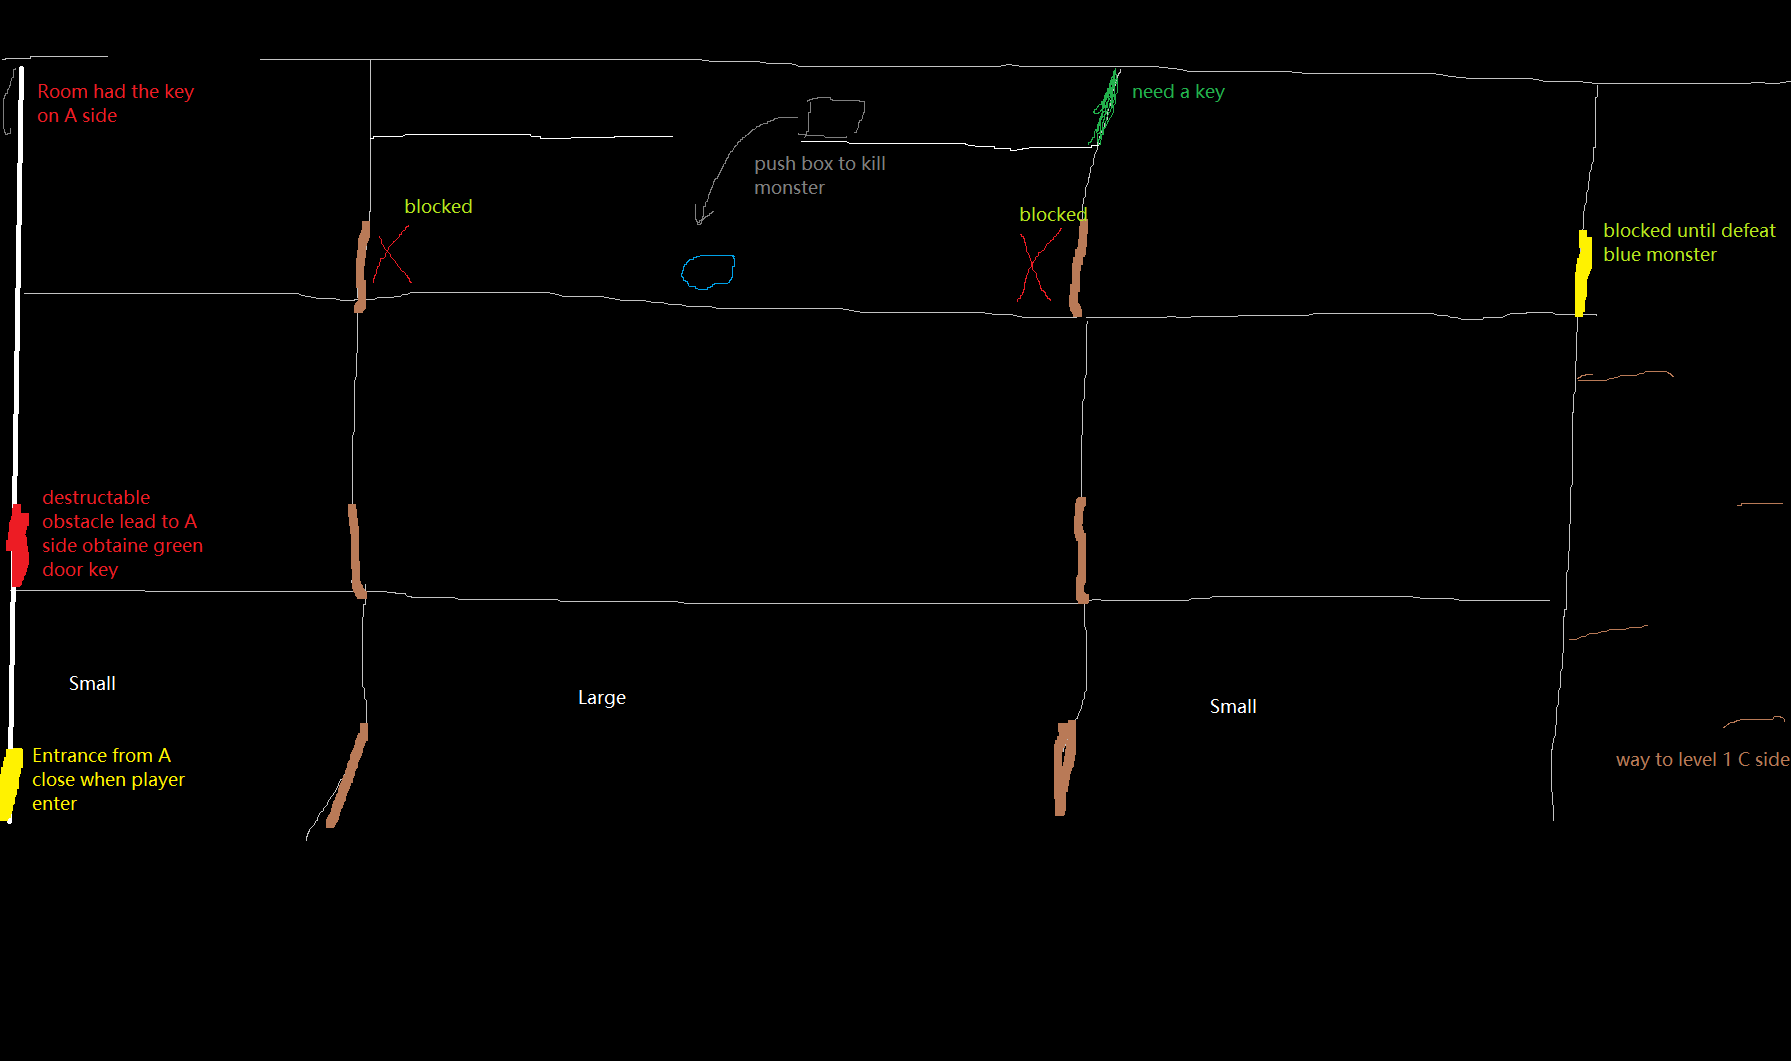 Room had the key
on A side
need a key
push box to kill
monster
blocked
blocked
blocked until defeat
blue monster
destructable
obstacle lead to A
side obtaine green
door key
Small
Large
Small
Entrance from A
close when player
enter
way to level 1 C side